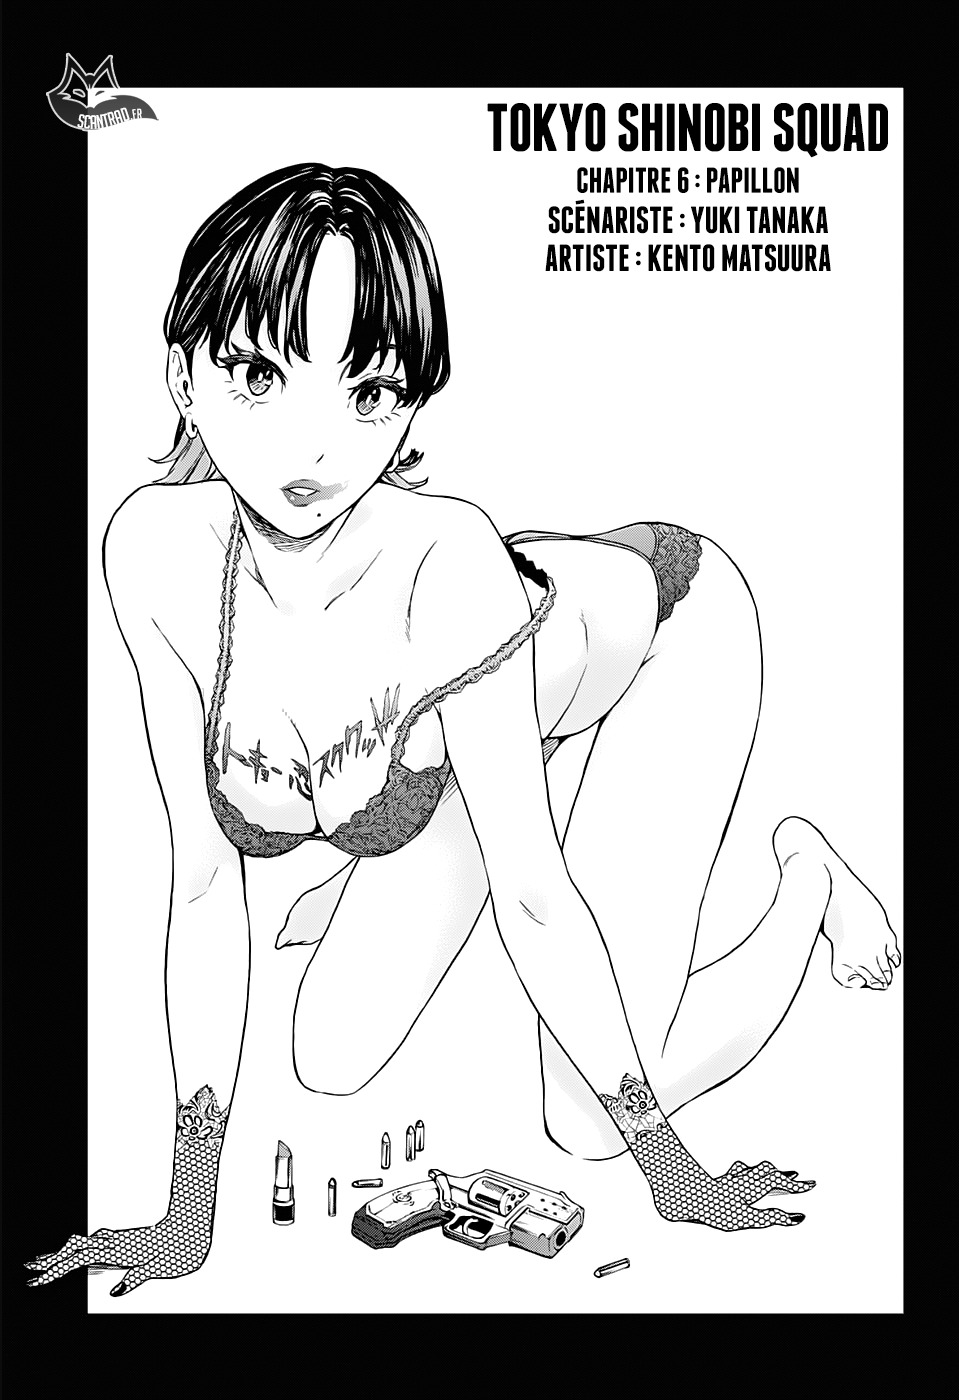 SCANTRAD.FR
TOKYO SHINOBI SQUAD
CHAPITRE 6 : PAPILLON
SCÉNARISTE : YUKI TANAKA
ARTISTE : KENTO MATSUURA
トーキョー忍スクワッド